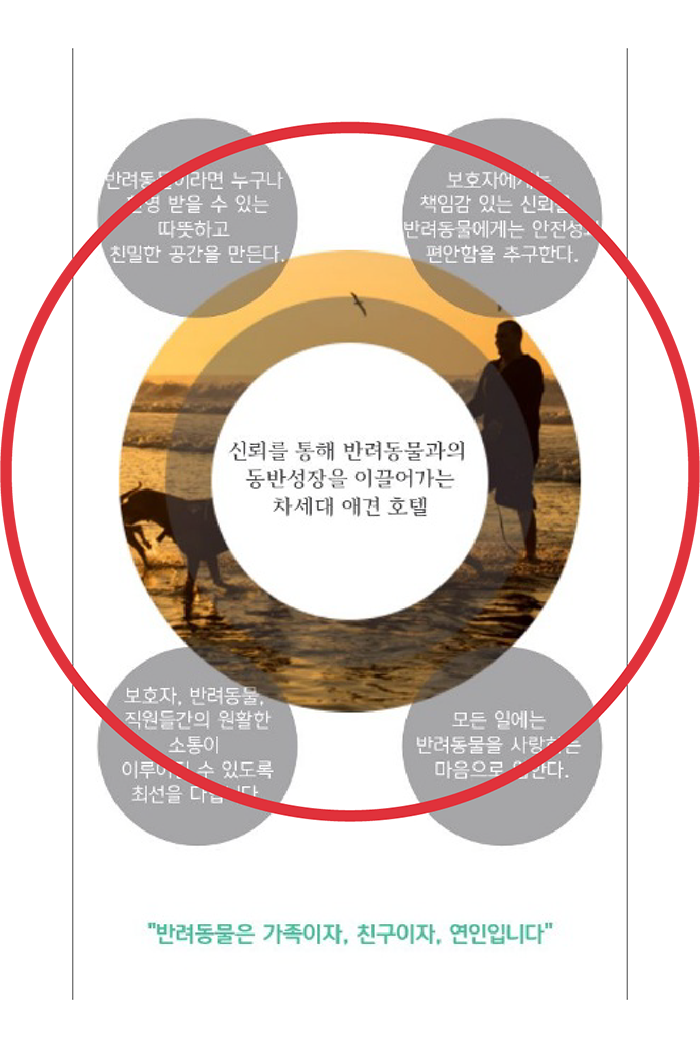 반려동물이라면 누구나
환영 받을 수 있는
따뜻하고
친밀한 공간을 만든다.
보호자에게는
책임감 있는 신뢰를,
반려동물에게는 안전성과
편안함을 추구한다.
신뢰를 통해 반려동물과의
동반성장을 이끌어가는
차세대 애견 호텔
보호자, 반려동물,
직원들간의 원활한
소통이
이루어질 수 있도록
최선을 다합니다.
모든 일에는
반려동물을 사랑하는
마음으로 임한다.
"반려동물은 가족이자, 친구이자, 연인입니다"